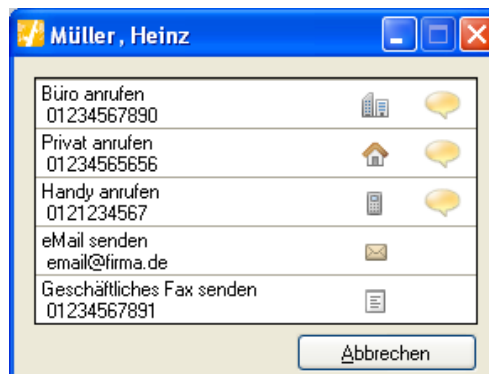 Müller, Heinz
Büro anrufen
01234567890
Privat anrufen
01234565656
Handy anrufen
0121234567
eMail senden
email@firma.de
Geschäftliches Fax senden
01234567891
Abbrechen